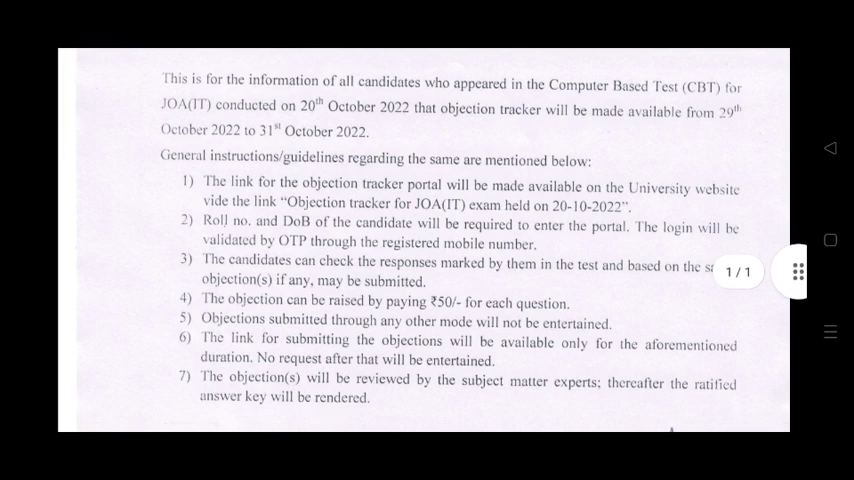 This is for the information of all candidates who appeared in the Computer Based Test (CBT) for
JOA(IT) conducted on 20th October 2022 that objection tracker will be made available from 29th
October 2022 to 31st October 2022.
General instructions/guidelines regarding the same are mentioned below:
1) The link for the objection tracker portal will be made available on the University website
vide the link “Objection tracker for JOA(IT) exam held on 20-10-2022”.
2) Roll no. and DoB of the candidate will be required to enter the portal. The login will be
validated by OTP through the registered mobile number.
3) The candidates can check the responses marked by them in the test and based on the
objection(s) if any, may be submitted.
4) The objection can be raised by paying ₹50/- for each question.
5) Objections submitted through any other mode will not be entertained.
6) The link for submitting the objections will be available only for the aforementioned
duration. No request after that will be entertained.
7) The objection(s) will be reviewed by the subject matter experts; thereafter the ratified
answer key will be rendered.
1/1